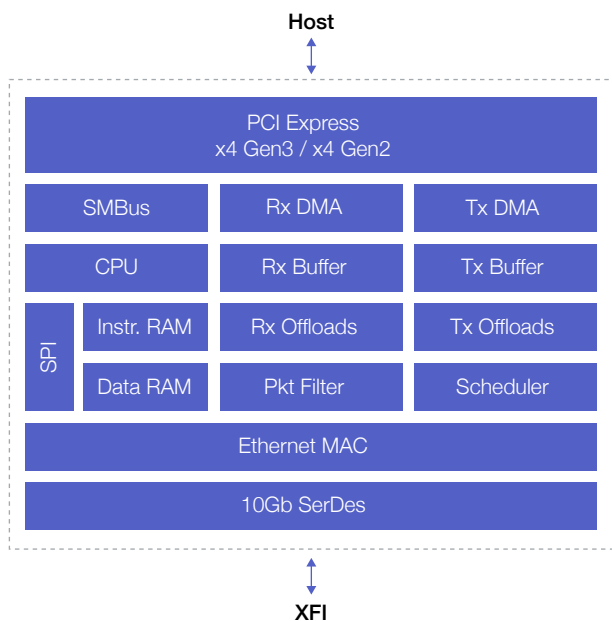 Host
PCI Express
x4 Gen3 / x4 Gen2
SMBus
Rx DMA
Tx DMA
CPU
Rx Buffer
Tx Buffer
SPI
Instr. RAM
Rx Offloads
Tx Offloads
Data RAM
Pkt Filter
Scheduler
Ethernet MAC
10Gb SerDes
XFI